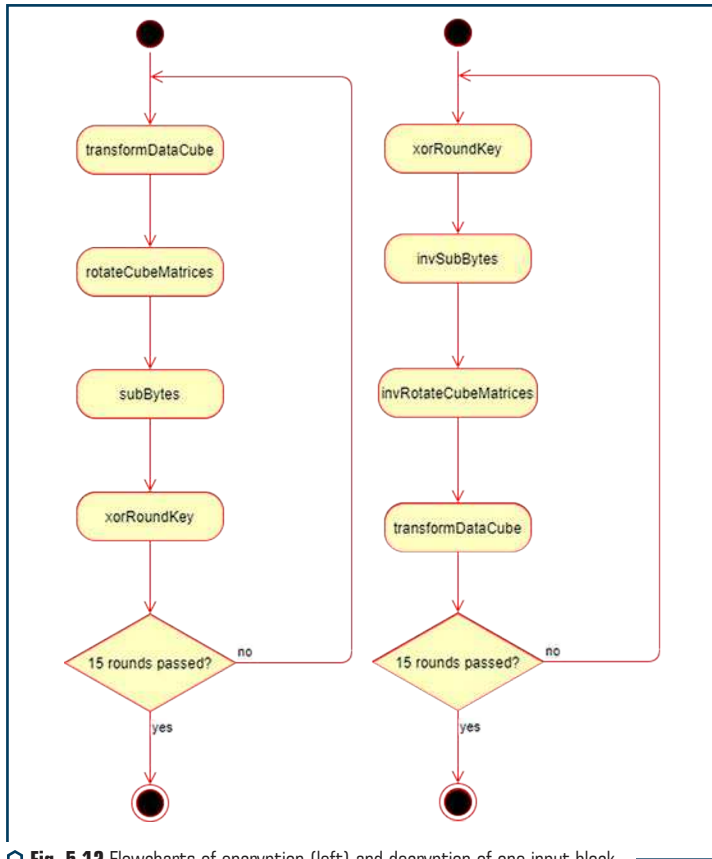 transformDataCube
rotateCubeMatrices
subBytes
xorRoundKey
15 rounds passed?
no
yes
xorRoundKey
invSubBytes
invRotateCubeMatrices
transformDataCube
15 rounds passed?
no
yes
Fig. 5.12 Flowcharts of encryption (left) and decryption of one input block